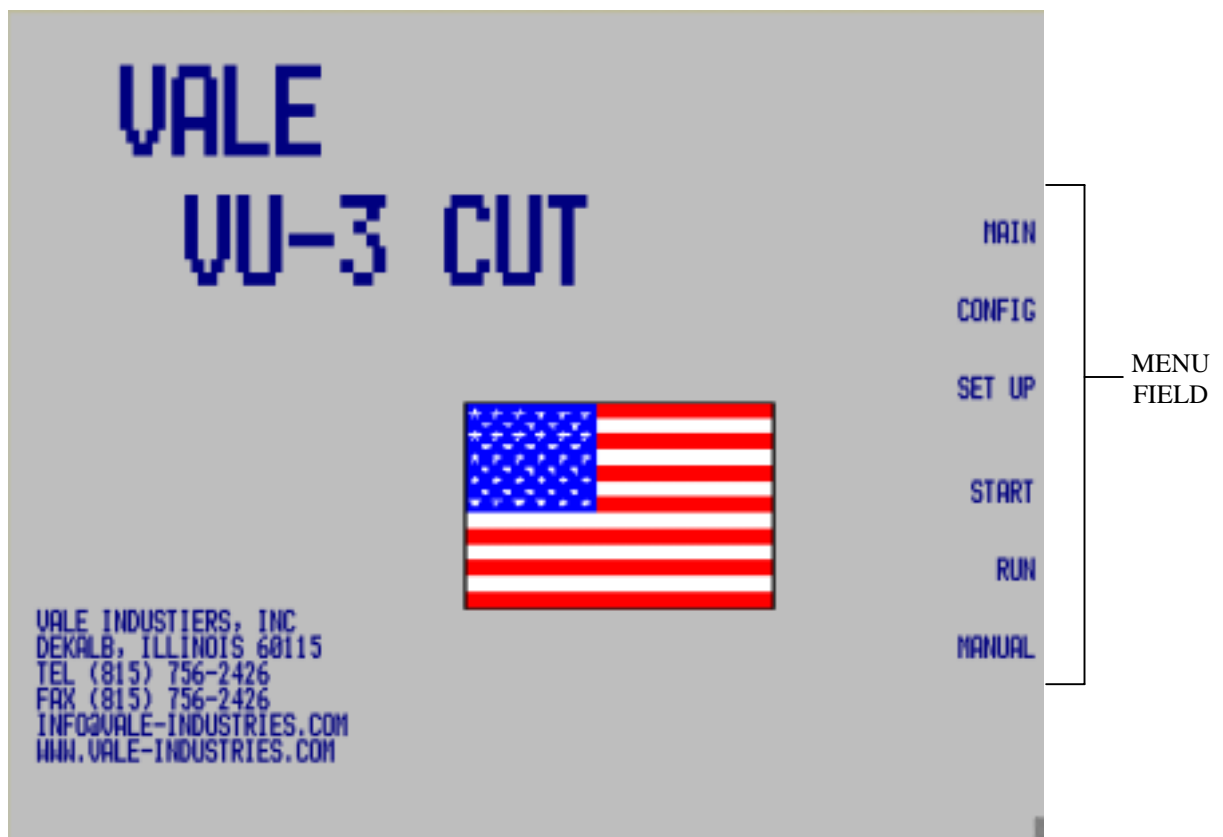 VALE
VU-3 CUT
MAIN
CONFIG
SET UP
START
RUN
MANUAL
MENU
FIELD
VALE INDUSTIERS, INC
DEKALB, ILLINOIS 60115
TEL (815) 756-2426
FAX (815) 756-2426
INFO@VALE-INDUSTRIES.COM
WWW.VALE-INDUSTRIES.COM